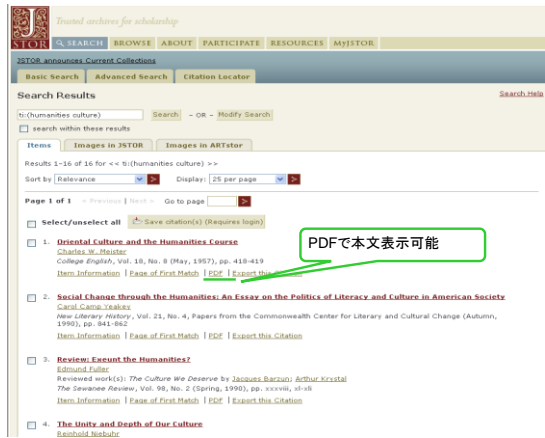 Trusted archives for scholarship
JSTOR
SEARCH BROWSE ABOUT PARTICIPATE RESOURCES MyJSTOR
JSTOR announces Current Collections
Basic Search Advanced Search Citation Locator
Search Results Search Help
ti:(humanities culture) Search - OR - Modify Search
search within these results
Items Images in JSTOR Images in ARTstor
Results 1-16 of 16 for << ti:(humanities culture) >>
Sort by Relevance > Display: 25 per page >
Page 1 of 1 < Previous | Next > Go to page >
Select/unselect all Save citation(s) (Requires login)
1. Oriental Culture and the Humanities Course
Charles W. Meister
College English, Vol. 18, No. 8 (May, 1957), pp. 418-419
Item Information | Page of First Match | PDF | Export this Citation
PDFで本文表示可能
2. Social Change through the Humanities: An Essay on the Politics of Literacy and Culture in American Society
Carol Camp Yeakey
New Literary History, Vol. 21, No. 4, Papers from the Commonwealth Center for Literary and Cultural Change (Autumn,
1990), pp. 841-862
Item Information | Page of First Match | PDF | Export this Citation
3. Review: Exeunt the Humanities?
Edmund Fuller
Reviewed work(s): The Culture We Deserve by Jacques Barzun; Arthur Krystal
The Sewanee Review, Vol. 98, No. 2 (Spring, 1990), pp. xxxviii, xl-xli
Item Information | Page of First Match | PDF | Export this Citation
4. The Unity and Depth of Our Culture
Reinhold Niebuhr